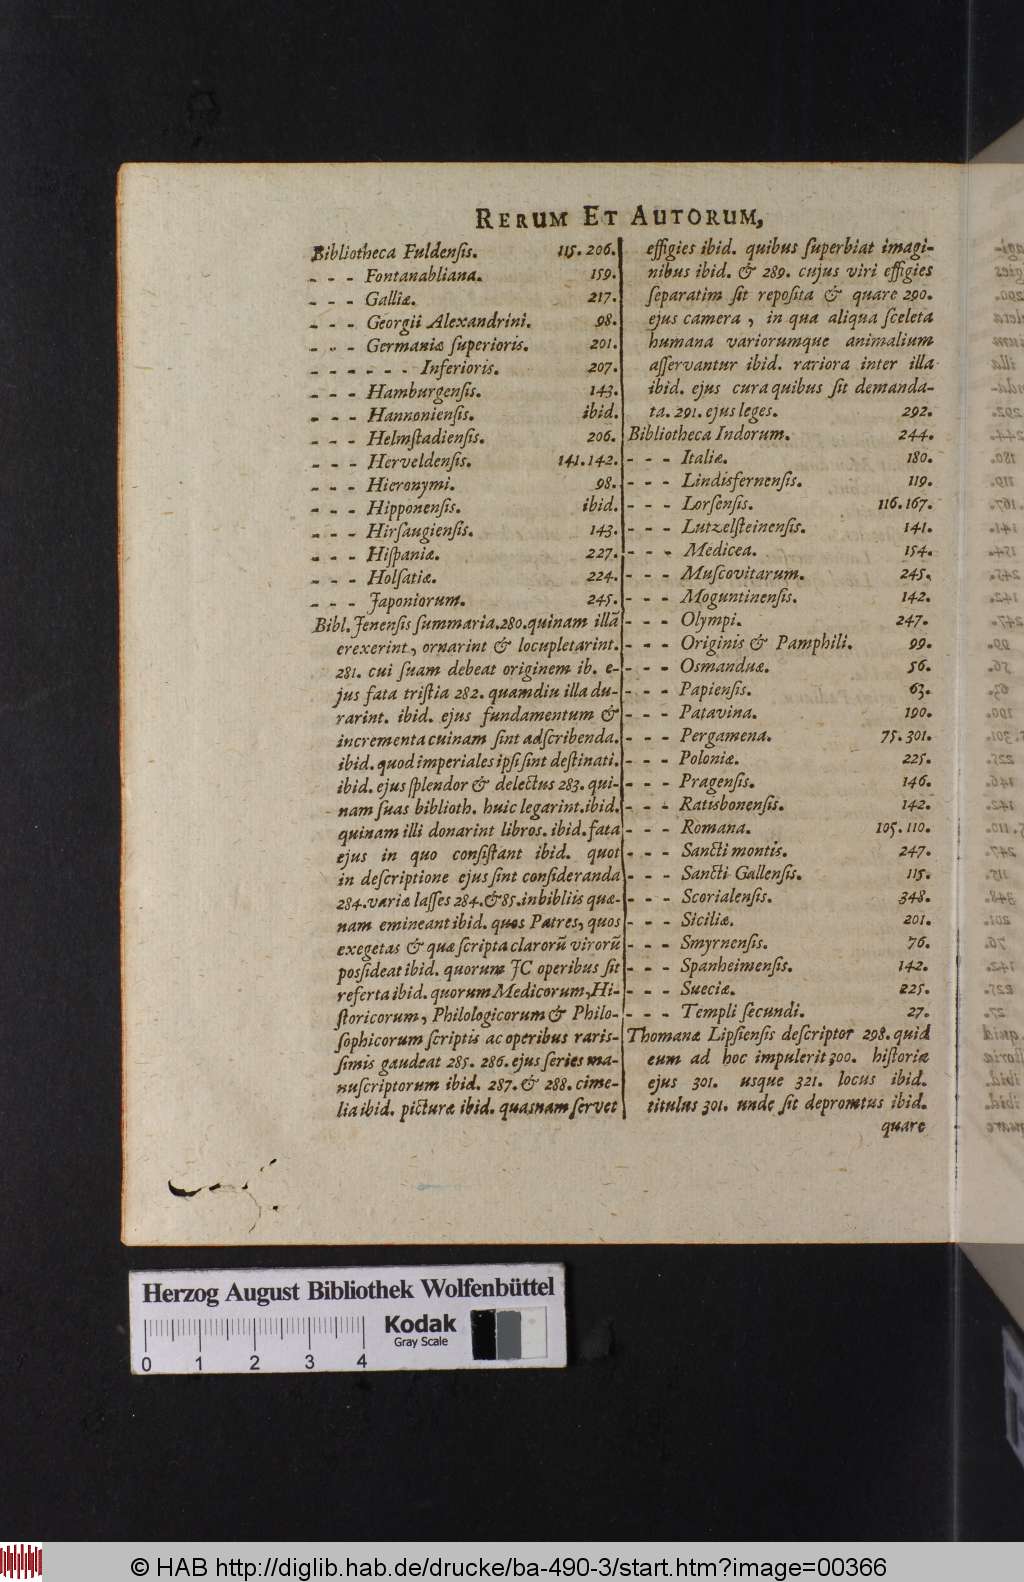 RERUM ET AUTORUM,
Bibliotheca Fuldenſis. 115. 206.
- - - Fontanabliana. 159.
- - - Galliæ. 217.
- - - Georgii Alexandrini. 98.
- - - Germaniæ ſuperioris. 201.
- - - - - - Inferioris. 207.
- - - Hamburgenſis. 143.
- - - Hannonienſis. ibid.
- - - Helmſtadienſis. 206.
- - - Herveldenſis. 141. 142.
- - - Hieronymi. 98.
- - - Hipponenſis. ibid.
- - - Hirſaugienſis. 143.
- - - Hiſpaniæ. 227.
- - - Holſatiæ. 224.
- - - Japoniorum. 245.
Bibl. Jenenſis ſummaria. 280. quinam illã
erexerint, ornarint & locupletarint.
281. cui ſuam debeat originem ib. e-
jus fata triſtia 282. quamdiu illa du-
rarint. ibid. ejus fundamentum &
incrementa cuinam ſint adſcribenda.
ibid. quod imperiales ipſi ſint deſtinati.
ibid. ejus ſplendor & delectus 283. qui-
nam ſuas biblioth. huic legarint. ibid.
quinam illi donarint libros. ibid. fata
ejus in quo conſiſtant ibid. quot
in deſcriptione ejus ſint conſideranda
284. variæ laſſes 284. & 85. in bibliis quæ-
nam emineant ibid. quos Patres, quos
exegetas & quæ ſcripta clarorũ virorũ
poſsideat ibid. quorum JC operibus ſit
referta ibid. quorum Medicorum, Hi-
ſtoricorum, Philologicorum & Philo-
ſophicorum ſcriptis ac operibus raris-
ſimis gaudeat 285. 286. ejus ſeries ma-
nuſcriptorum ibid. 287. & 288. cime-
lia ibid. picturæ ibid. quasnam ſervet
effigies ibid. quibus ſuperbiat imagi-
nibus ibid. & 289. cujus viri effigies
ſeparatim ſit repoſita & quare 290.
ejus camera, in qua aliqua ſceleta
humana variorumque animalium
aſſervantur ibid. rariora inter illa
ibid. ejus cura quibus ſit demanda-
ta. 291. ejus leges. 292.
Bibliotheca Indorum. 244.
- - - Italiæ. 180.
- - - Lindisfernenſis. 119.
- - - Lorſenſis. 116. 167.
- - - Lutzelſteinenſis. 141.
- - - Medicea. 154.
- - - Muſcovitarum. 245.
- - - Moguntinenſis. 142.
- - - Olympi. 247.
- - - Originis & Pamphili. 99.
- - - Osmanduæ. 56.
- - - Papienſis. 63.
- - - Patavina. 190.
- - - Pergamena. 75. 301.
- - - Poloniæ. 225.
- - - Pragenſis. 146.
- - - Ratisbonenſis. 142.
- - - Romana. 105. 110.
- - - Sancti montis. 247.
- - - Sancti Gallenſis. 115.
- - - Scorialenſis. 348.
- - - Siciliæ. 201.
- - - Smyrnenſis. 76.
- - - Spanheimenſis. 142.
- - - Sueciæ. 225.
- - - Templi ſecundi. 27.
Thomanæ Lipſienſis deſcriptor 298. quid
eum ad hoc impulerit 300. hiſtoriæ
ejus 301. usque 321. locus ibid.
titulus 301. unde ſit depromtus ibid.
quare
Herzog August Bibliothek Wolfenbüttel
Kodak
Gray Scale
0 1 2 3 4
© HAB http://diglib.hab.de/drucke/ba-490-3/start.htm?image=00366